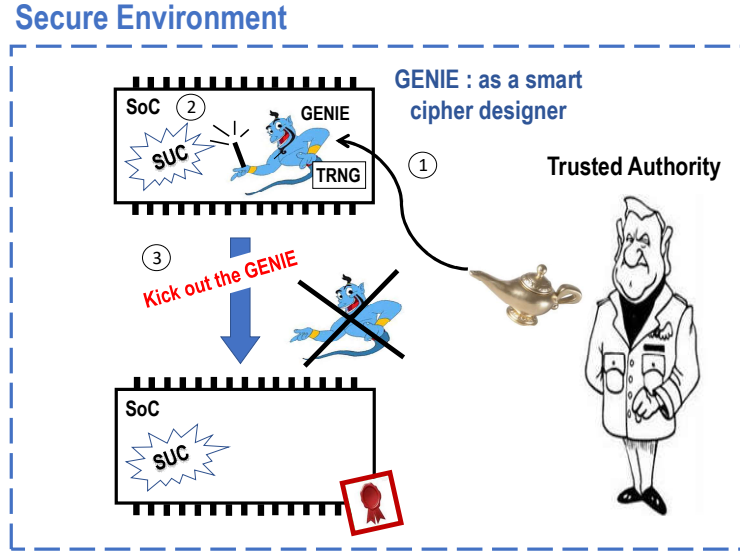 Secure Environment
SoC
2
GENIE
SUC
TRNG
GENIE : as a smart
cipher designer
1
Trusted Authority
3
Kick out the GENIE
SoC
SUC